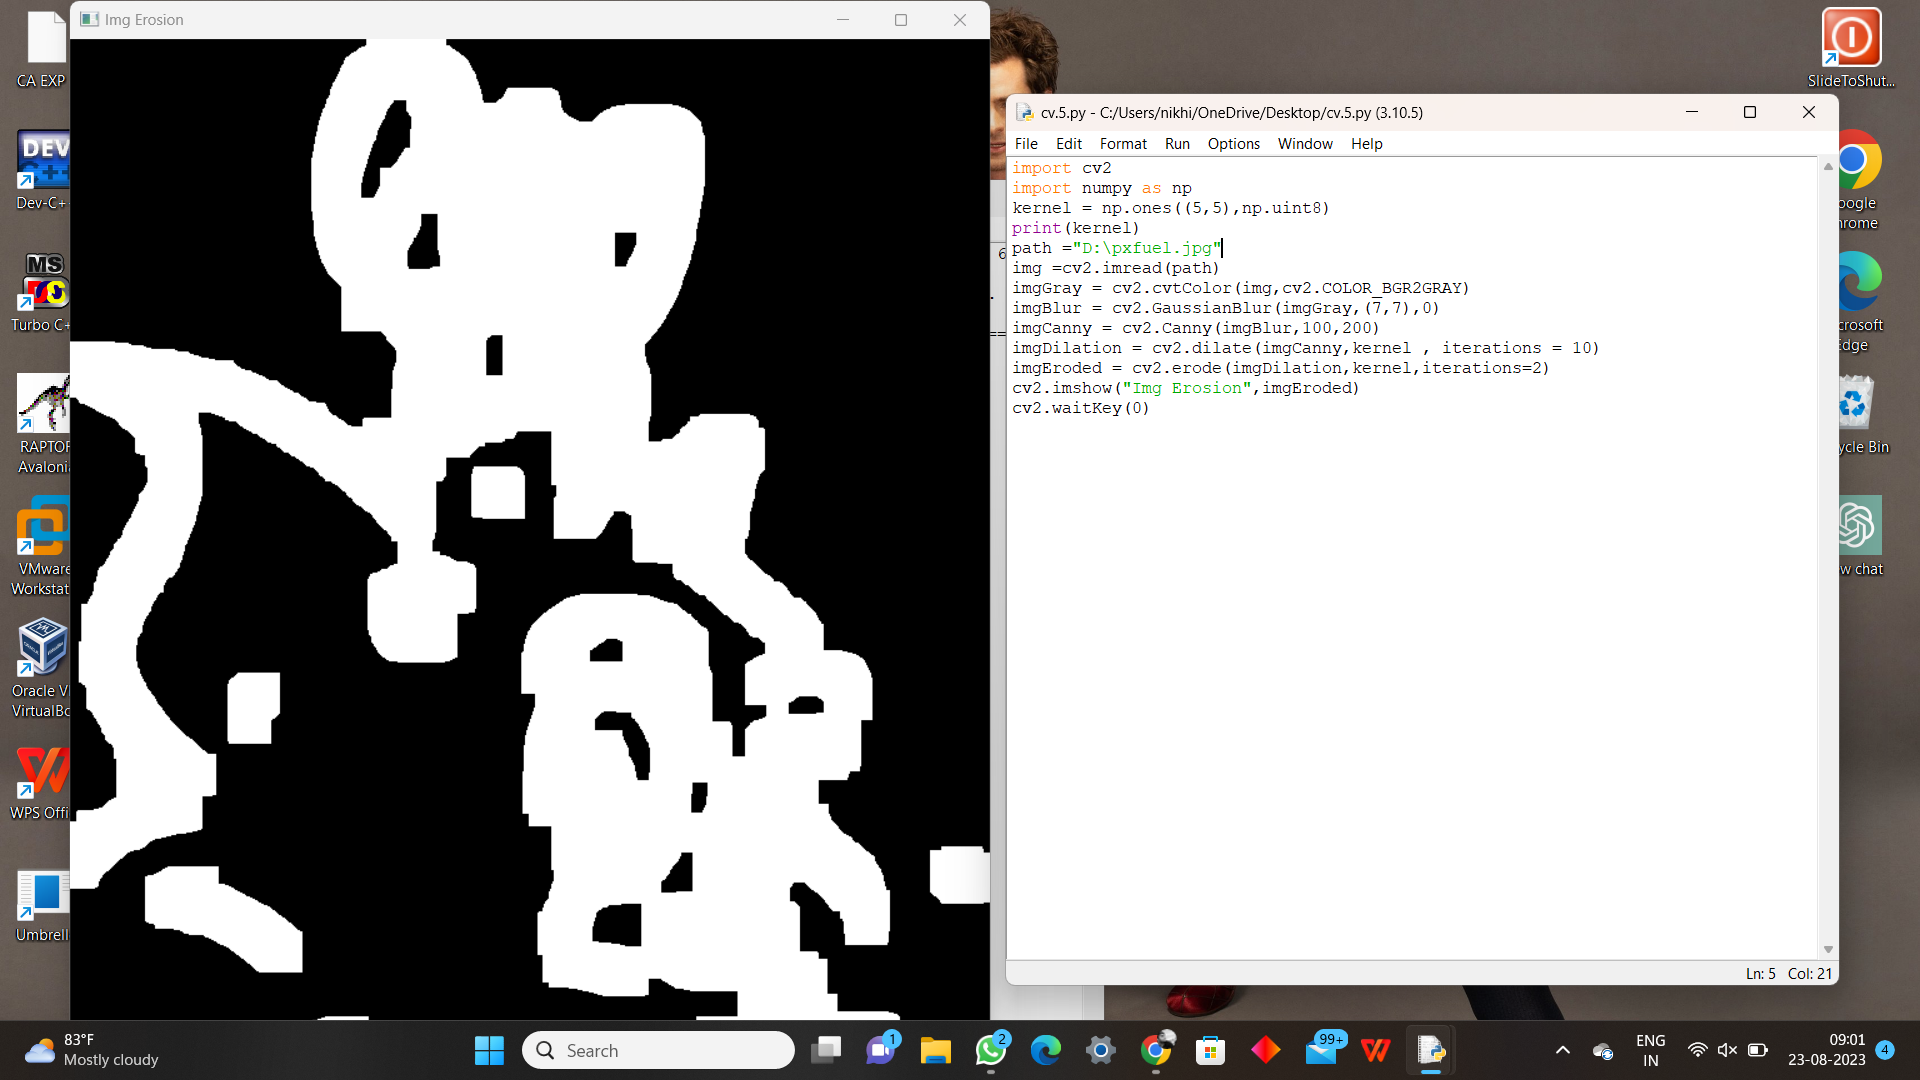 Img Erosion
CA EXP
DEV
C++
Dev-C+
MS
DOS
Turbo C+
RAPTOR
Avaloni
VMware
Workstat
Oracle V
VirtualBo
WPS Offi
Umbrell
SlideToShut...
oogle
hrome
crosoft
Edge
ycle Bin
w chat
6
==
cv.5.py - C:/Users/nikhi/OneDrive/Desktop/cv.5.py (3.10.5)
File Edit Format Run Options Window Help
import cv2
import numpy as np
kernel = np.ones((5,5),np.uint8)
print(kernel)
path ="D:\pxfuel.jpg"
img =cv2.imread(path)
imgGray = cv2.cvtColor(img,cv2.COLOR_BGR2GRAY)
imgBlur = cv2.GaussianBlur(imgGray,(7,7),0)
imgCanny = cv2.Canny(imgBlur,100,200)
imgDilation = cv2.dilate(imgCanny,kernel , iterations = 10)
imgEroded = cv2.erode(imgDilation,kernel,iterations=2)
cv2.imshow("Img Erosion",imgEroded)
cv2.waitKey(0)
Ln: 5 Col: 21
83°F
Mostly cloudy
Search
1
2
99+
ENG
IN
09:01
23-08-2023
4